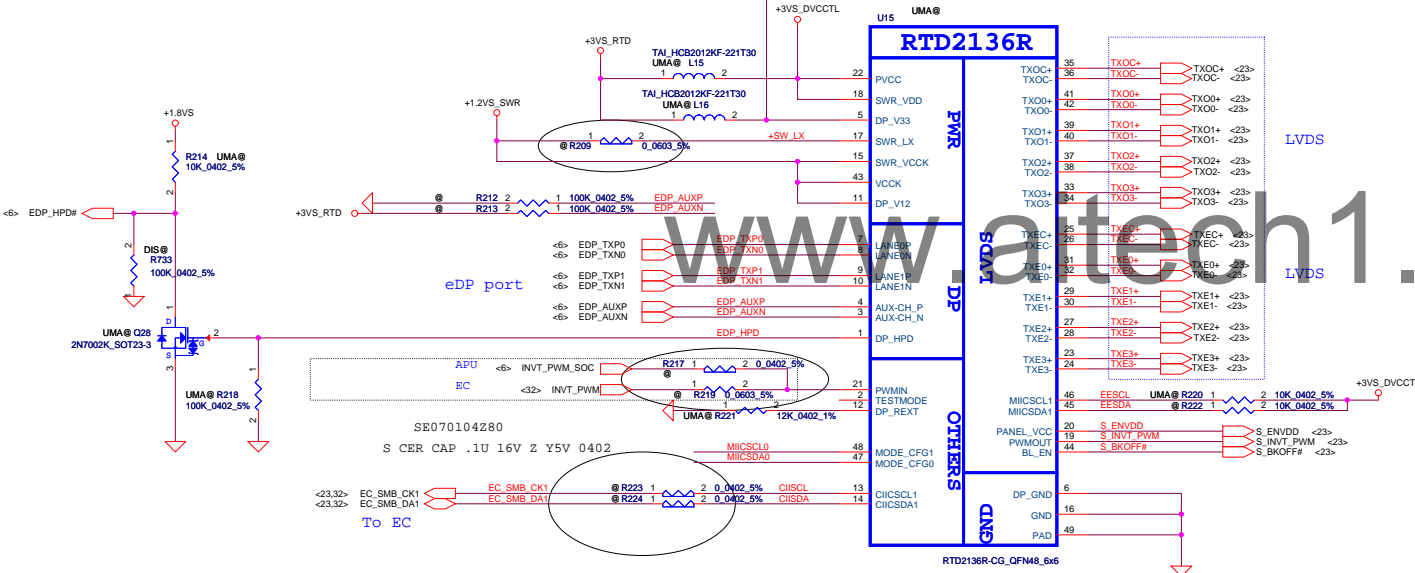 +3VS_DVCCTL
U15
UMA@
RTD2136R
+3VS_RTD
TAI_HCB2012KF-221T30
UMA@ L15
1 2
TAI_HCB2012KF-221T30
UMA@ L16
1 2
+1.2VS_SWR
1 2
@ R209 0_0603_5%
+SW_LX
+1.8VS
1
R214 UMA@
10K_0402_5%
2
<6> EDP_HPD#
2
DIS@
R733
100K_0402_5%
1
+3VS_RTD
@ R212 2 1 100K_0402_5% EDP_AUXP
@ R213 2 1 100K_0402_5% EDP_AUXN
eDP port
<6> EDP_TXP0 EDP_TXP0
<6> EDP_TXN0 EDP_TXN0
<6> EDP_TXP1 EDP_TXP1
<6> EDP_TXN1 EDP_TXN1
<6> EDP_AUXP EDP_AUXP
<6> EDP_AUXN EDP_AUXN
EDP_HPD
D 1
UMA@ Q28
2N7002K_SOT23-3
G 2
S
3
1
UMA@ R218
100K_0402_5%
2
APU <6> INVT_PWM_SOC
R217 1 2 0_0402_5%
@
EC <32> INVT_PWM
@ 1 2
R219 0_0603_5%
1 2
UMA@ R221 12K_0402_1%
SE070104Z80
S CER CAP .1U 16V Z Y5V 0402
MIICSCL0
MIICSDA0
<23,32> EC_SMB_CK1 EC_SMB_CK1 @ R223 1 2 0_0402_5% CIISCL
<23,32> EC_SMB_DA1 EC_SMB_DA1 @ R224 1 2 0_0402_5% CIISDA
To EC
22 PVCC
18 SWR_VDD
5 DP_V33
17 SWR_LX
15 SWR_VCCK
43 VCCK
11 DP_V12
PWR
7 LANE0P
8 LANE0N
9 LANE1P
10 LANE1N
4 AUX-CH_P
3 AUX-CH_N
1 DP_HPD
DP
21 PWMIN
2 TESTMODE
12 DP_REXT
48 MODE_CFG1
47 MODE_CFG0
13 CIICSCL1
14 CIICSDA1
OTHERS
LVDS
GND
TXOC+ 35 TXOC+ TXOC+ <23>
TXOC- 36 TXOC- TXOC- <23>
TXO0+ 41 TXO0+ TXO0+ <23>
TXO0- 42 TXO0- TXO0- <23>
TXO1+ 39 TXO1+ TXO1+ <23>
TXO1- 40 TXO1- TXO1- <23>
LVDS
TXO2+ 37 TXO2+ TXO2+ <23>
TXO2- 38 TXO2- TXO2- <23>
TXO3+ 33 TXO3+ TXO3+ <23>
TXO3- 34 TXO3- TXO3- <23>
TXEC+ 25 TXEC+ TXEC+ <23>
TXEC- 26 TXEC- TXEC- <23>
TXE0+ 31 TXE0+ TXE0+ <23>
TXE0- 32 TXE0- TXE0- <23>
LVDS
TXE1+ 29 TXE1+ TXE1+ <23>
TXE1- 30 TXE1- TXE1- <23>
TXE2+ 27 TXE2+ TXE2+ <23>
TXE2- 28 TXE2- TXE2- <23>
TXE3+ 23 TXE3+ TXE3+ <23>
TXE3- 24 TXE3- TXE3- <23>
+3VS_DVCCT
MIICSCL1 46 EESCL UMA@ R220 1 2 10K_0402_5%
MIICSDA1 45 EESDA @ R222 1 2 10K_0402_5%
PANEL_VCC 20 S_ENVDD S_ENVDD <23>
PWMOUT 19 S_INVT_PWM S_INVT_PWM <23>
BL_EN 44 S_BKOFF# S_BKOFF# <23>
DP_GND 6
GND 16
PAD 49
RTD2136R-CG_QFN48_6x6
www.aitech1.